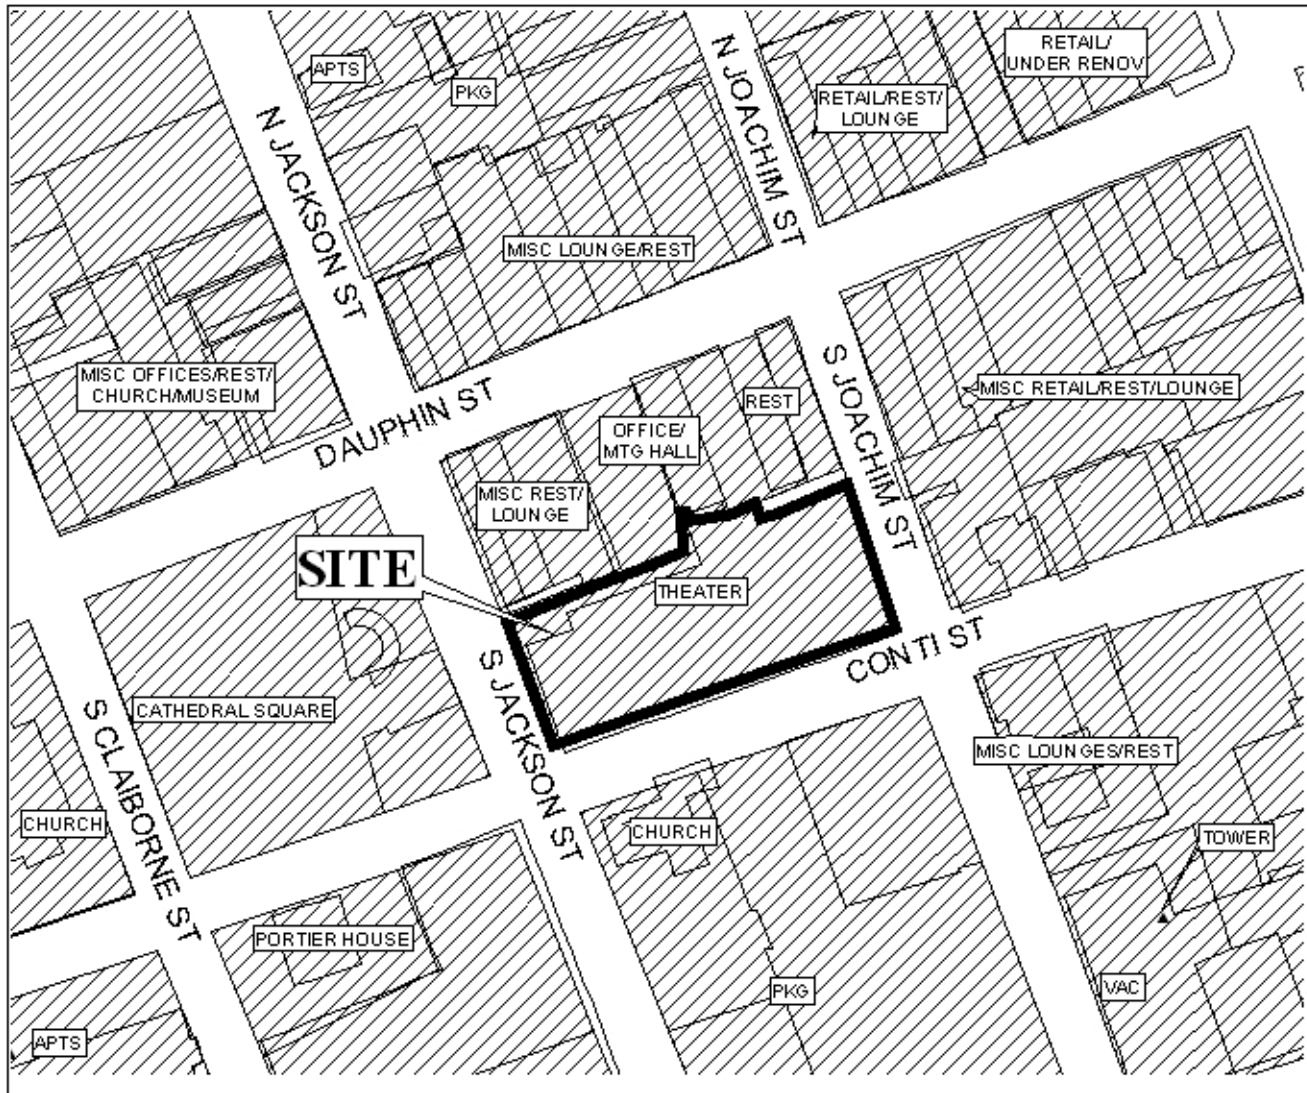 RETAIL/
UNDER RENOV
APTS
PKG
RETAIL/REST/
LOUNGE
N JACKSON ST
N JOACHIM ST
MISC LOUNGE/REST
MISC OFFICES/REST/
CHURCH/MUSEUM
DAUPHIN ST
S JOACHIM ST
MISC RETAIL/REST/LOUNGE
REST
OFFICE/
MTG HALL
MISC REST/
LOUNGE
SITE
THEATER
CONTI ST
S JACKSON ST
CATHEDRAL SQUARE
S CLAIBORNE ST
MISC LOUNGES/REST
CHURCH
CHURCH
TOWER
PORTIER HOUSE
PKG
VAC
APTS